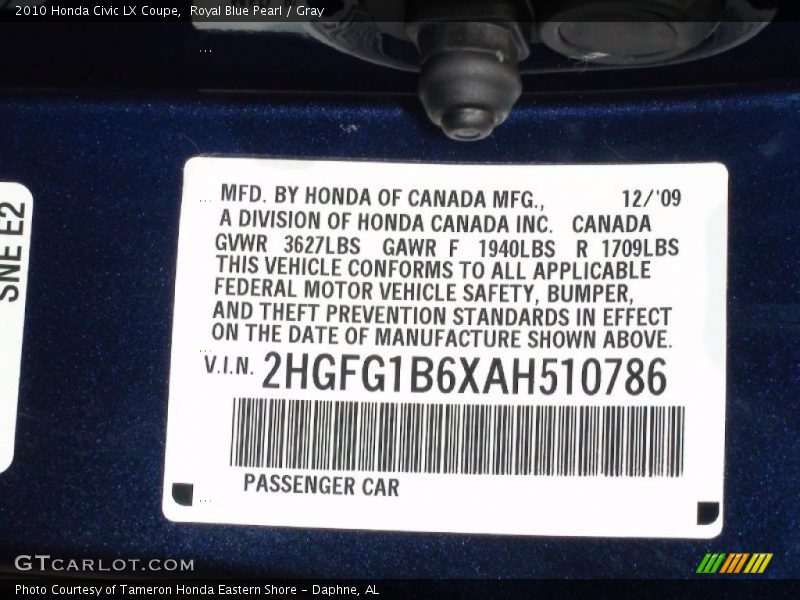 2010 Honda Civic LX Coupe, Royal Blue Pearl / Gray
SNE E2
MFD. BY HONDA OF CANADA MFG., 12/'09
A DIVISION OF HONDA CANADA INC. CANADA
GVWR 3627LBS GAWR F 1940LBS R 1709LBS
THIS VEHICLE CONFORMS TO ALL APPLICABLE
FEDERAL MOTOR VEHICLE SAFETY, BUMPER,
AND THEFT PREVENTION STANDARDS IN EFFECT
ON THE DATE OF MANUFACTURE SHOWN ABOVE.
V.I.N. 2HGFG1B6XAH510786
PASSENGER CAR
GTCARLOT.COM
Photo Courtesy of Tameron Honda Eastern Shore - Daphne, AL